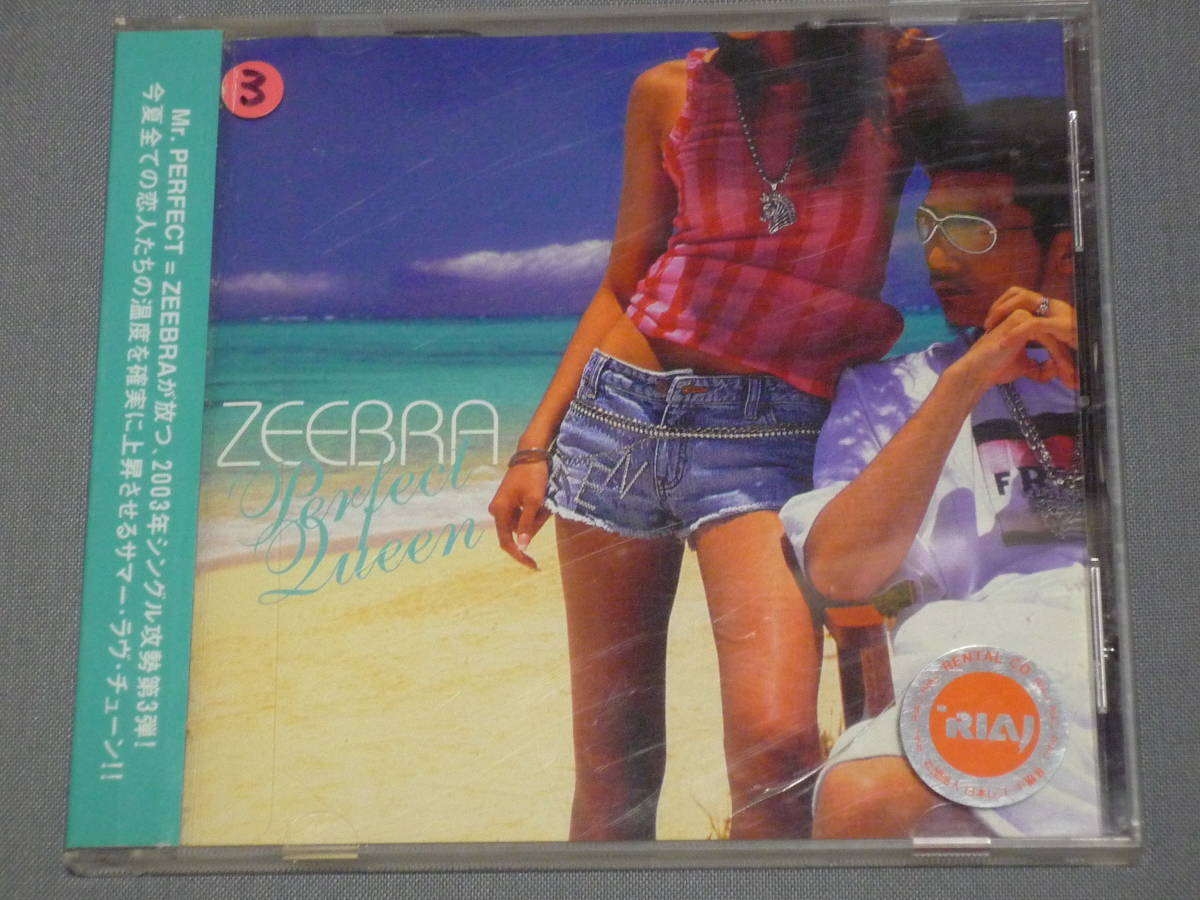 Mr. PERFECT = ZEEBRAが放つ、2003年シングル攻勢第3弾!
今夏全ての恋人たちの温度を確実に上昇させるサマー・ラヴ・チューン!!
3
ZEEBRA
Perfect
Queen
EN
FR
RENTAL CD
RIAJ